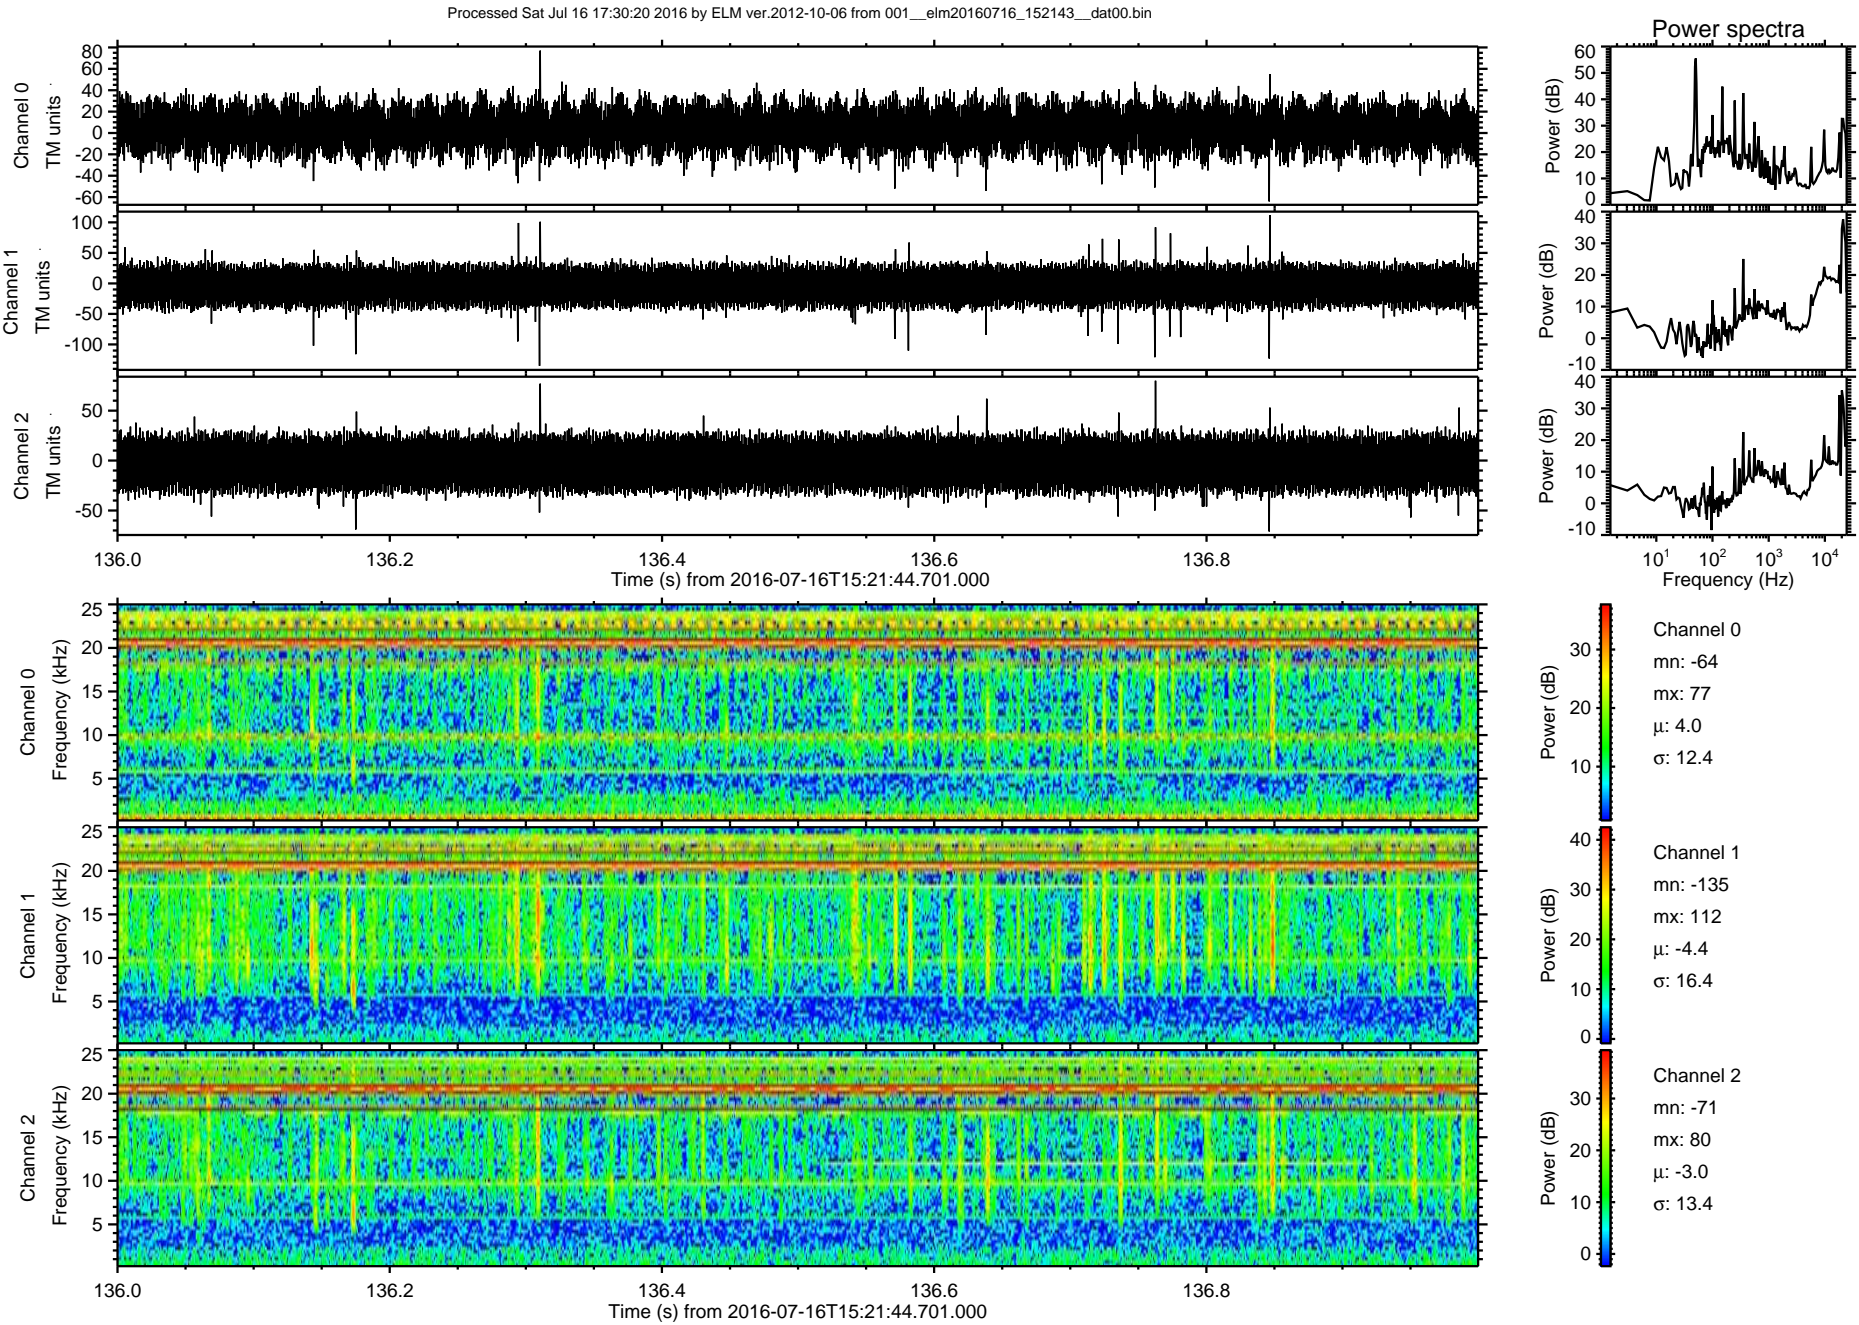 Processed Sat Jul 16 17:30:20 2016 by ELM ver.2012-10-06 from 001__elm20160716_152143__dat00.bin
Power spectra
Channel 0
TM units
80
60
40
20
0
-20
-40
-60
Power (dB)
60
50
40
30
20
10
0
Channel 1
TM units
100
50
0
-50
-100
Power (dB)
40
30
20
10
0
-10
Channel 2
TM units
50
0
-50
Power (dB)
40
30
20
10
0
-10
136.0 136.2 136.4 136.6 136.8
Time (s) from 2016-07-16T15:21:44.701.000
10^1 10^2 10^3 10^4
Frequency (Hz)
Channel 0
Frequency (kHz)
25
20
15
10
5
Power (dB)
30
20
10
Channel 0
mn: -64
mx: 77
μ: 4.0
σ: 12.4
Channel 1
Frequency (kHz)
25
20
15
10
5
Power (dB)
40
30
20
10
0
Channel 1
mn: -135
mx: 112
μ: -4.4
σ: 16.4
Channel 2
Frequency (kHz)
25
20
15
10
5
Power (dB)
30
20
10
0
Channel 2
mn: -71
mx: 80
μ: -3.0
σ: 13.4
136.0 136.2 136.4 136.6 136.8
Time (s) from 2016-07-16T15:21:44.701.000